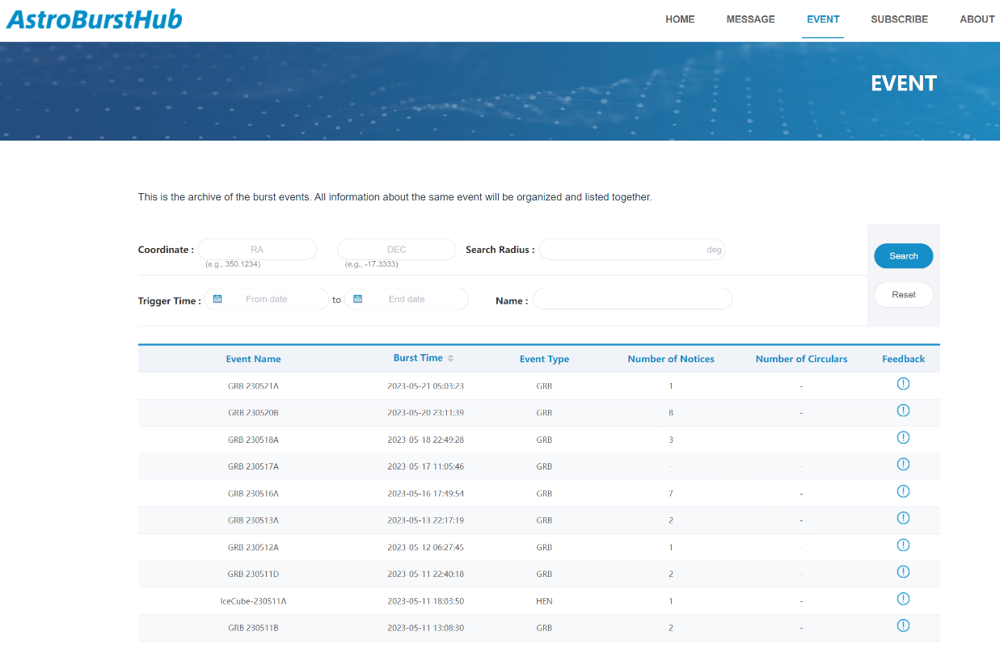 AstroBurstHub HOME MESSAGE EVENT SUBSCRIBE ABOUT
EVENT
This is the archive of the burst events. All information about the same event will be organized and listed together.
Coordinate : RA DEC Search Radius : deg
(e.g., 350.1234) (e.g., -17.3333)
Search
Trigger Time : From date to End date Name :
Reset
Event Name Burst Time Event Type Number of Notices Number of Circulars Feedback
GRB 230521A 2023-05-21 05:03:23 GRB 1 -
GRB 230520B 2023-05-20 23:11:39 GRB 8 -
GRB 230518A 2023-05-18 22:49:28 GRB 3 -
GRB 230517A 2023-05-17 11:05:46 GRB - -
GRB 230516A 2023-05-16 17:49:54 GRB 7 -
GRB 230513A 2023-05-13 22:17:19 GRB 2 -
GRB 230512A 2023-05-12 06:27:45 GRB 1 -
GRB 230511D 2023-05-11 22:40:18 GRB 2 -
IceCube-230511A 2023-05-11 18:03:50 HEN 1 -
GRB 230511B 2023-05-11 13:08:30 GRB 2 -